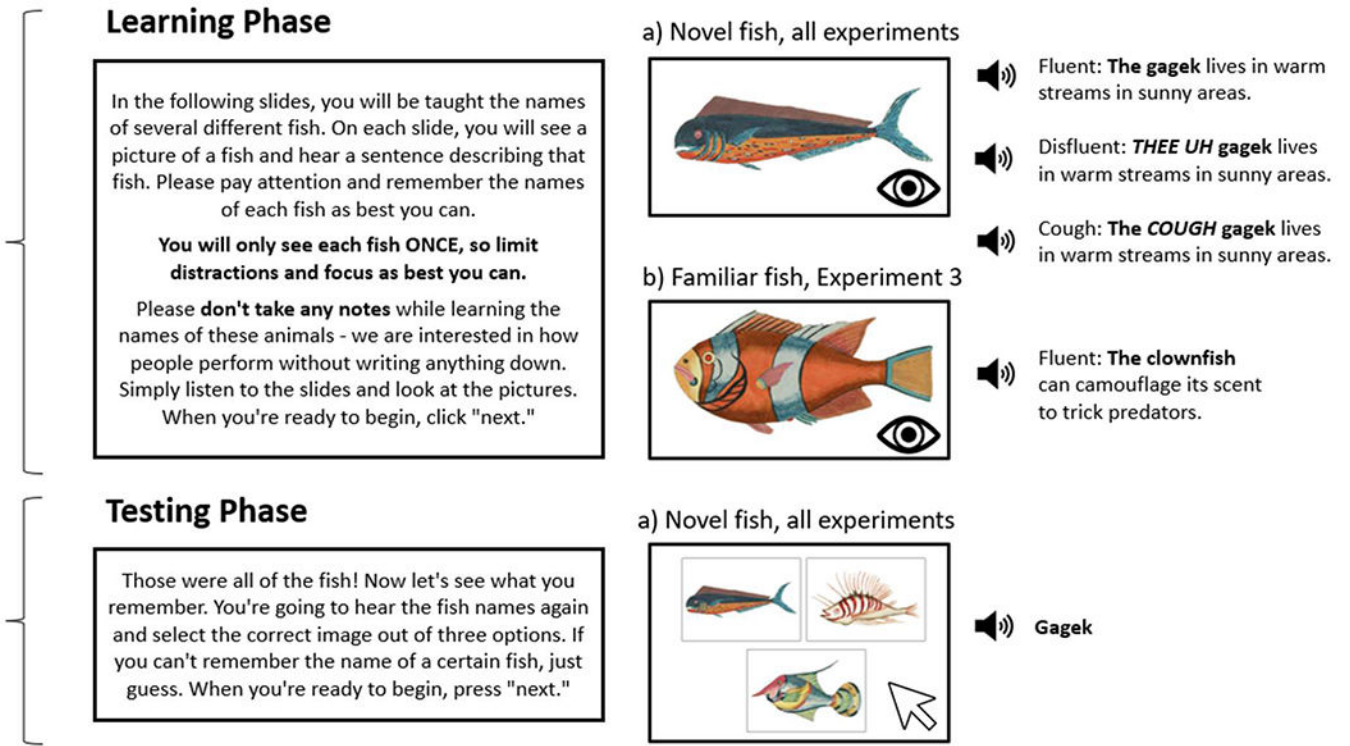 Learning Phase
In the following slides, you will be taught the names
of several different fish. On each slide, you will see a
picture of a fish and hear a sentence describing that
fish. Please pay attention and remember the names
of each fish as best you can.
You will only see each fish ONCE, so limit
distractions and focus as best you can.
Please don't take any notes while learning the
names of these animals - we are interested in how
people perform without writing anything down.
Simply listen to the slides and look at the pictures.
When you're ready to begin, click "next."
a) Novel fish, all experiments
Fluent: The gagek lives in warm
streams in sunny areas.
Disfluent: THEE UH gagek lives
in warm streams in sunny areas.
Cough: The COUGH gagek lives
in warm streams in sunny areas.
b) Familiar fish, Experiment 3
Fluent: The clownfish
can camouflage its scent
to trick predators.
Testing Phase
Those were all of the fish! Now let's see what you
remember. You're going to hear the fish names again
and select the correct image out of three options. If
you can't remember the name of a certain fish, just
guess. When you're ready to begin, press "next."
a) Novel fish, all experiments
Gagek